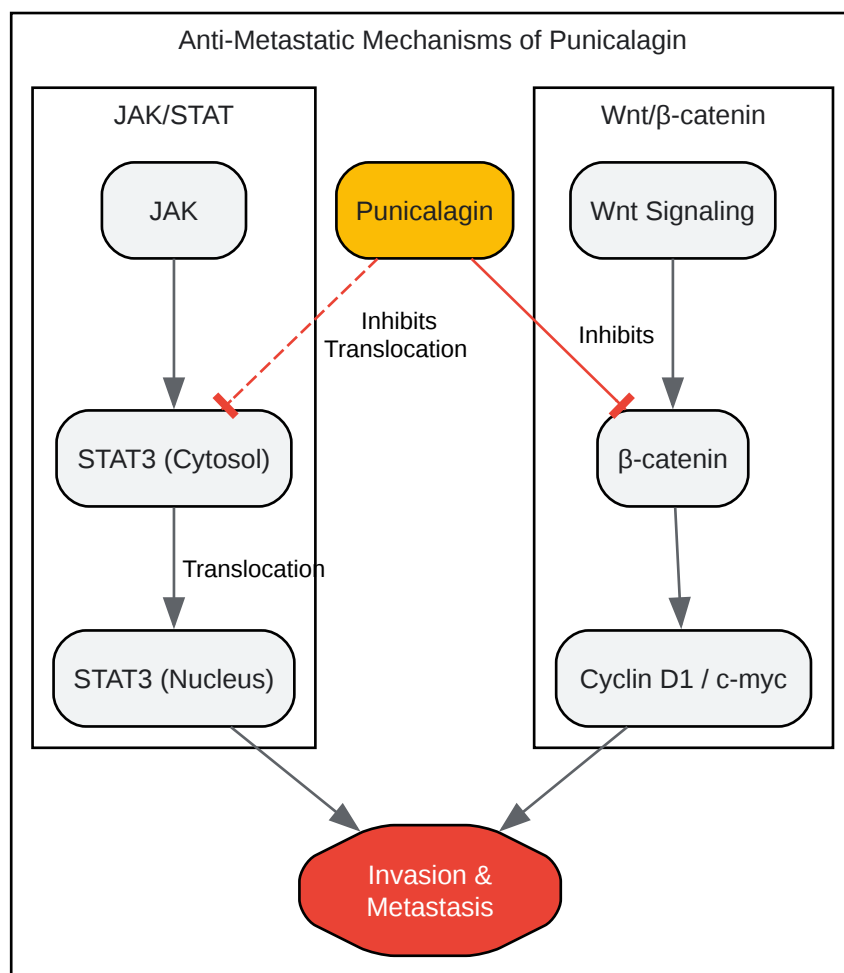 Anti-Metastatic Mechanisms of Punicalagin
JAK/STAT
Wnt/β-catenin
JAK
Punicalagin
Wnt Signaling
Inhibits
Translocation
Inhibits
STAT3 (Cytosol)
β-catenin
Translocation
STAT3 (Nucleus)
Cyclin D1 / c-myc
Invasion &
Metastasis